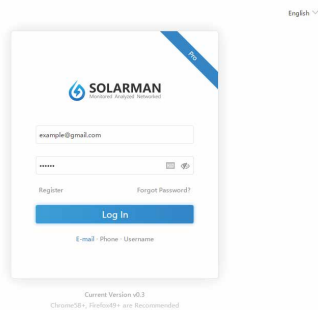 English
Pro
SOLARMAN
Monitored Analyzed Networked
example@gmail.com
••••••
Register Forgot Password?
Log In
E-mail · Phone · Username
Current Version v0.3
Chrome58+, Firefox49+ are Recommended